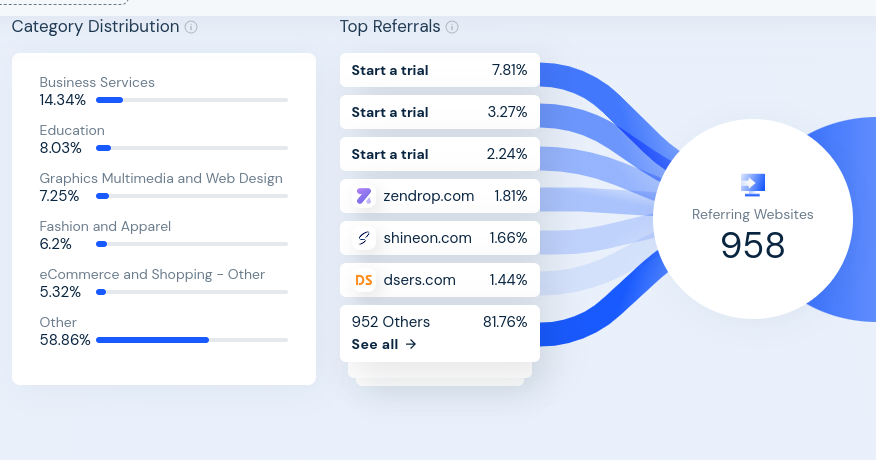 Category Distribution
Business Services
14.34%
Education
8.03%
Graphics Multimedia and Web Design
7.25%
Fashion and Apparel
6.2%
eCommerce and Shopping - Other
5.32%
Other
58.86%
Top Referrals
Start a trial 7.81%
Start a trial 3.27%
Start a trial 2.24%
zendrop.com 1.81%
shineon.com 1.66%
DS dsers.com 1.44%
952 Others 81.76%
See all →
Referring Websites
958